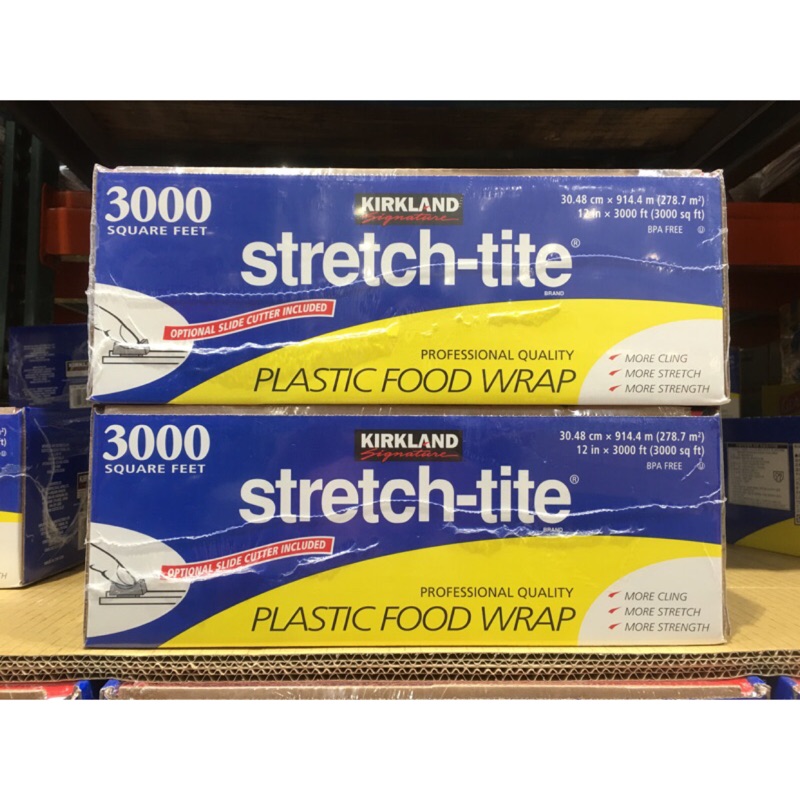 3000
SQUARE FEET
KIRKLAND
Signature
30.48 cm × 914.4 m (278.7 m²)
12 in × 3000 ft (3000 sq ft)
BPA FREE
stretch-tite®
BRAND
OPTIONAL SLIDE CUTTER INCLUDED
PROFESSIONAL QUALITY
PLASTIC FOOD WRAP
MORE CLING
MORE STRETCH
MORE STRENGTH
3000
SQUARE FEET
KIRKLAND
Signature
30.48 cm × 914.4 m (278.7 m²)
12 in × 3000 ft (3000 sq ft)
BPA FREE
stretch-tite®
BRAND
OPTIONAL SLIDE CUTTER INCLUDED
PROFESSIONAL QUALITY
PLASTIC FOOD WRAP
MORE CLING
MORE STRETCH
MORE STRENGTH
KIRKLAND